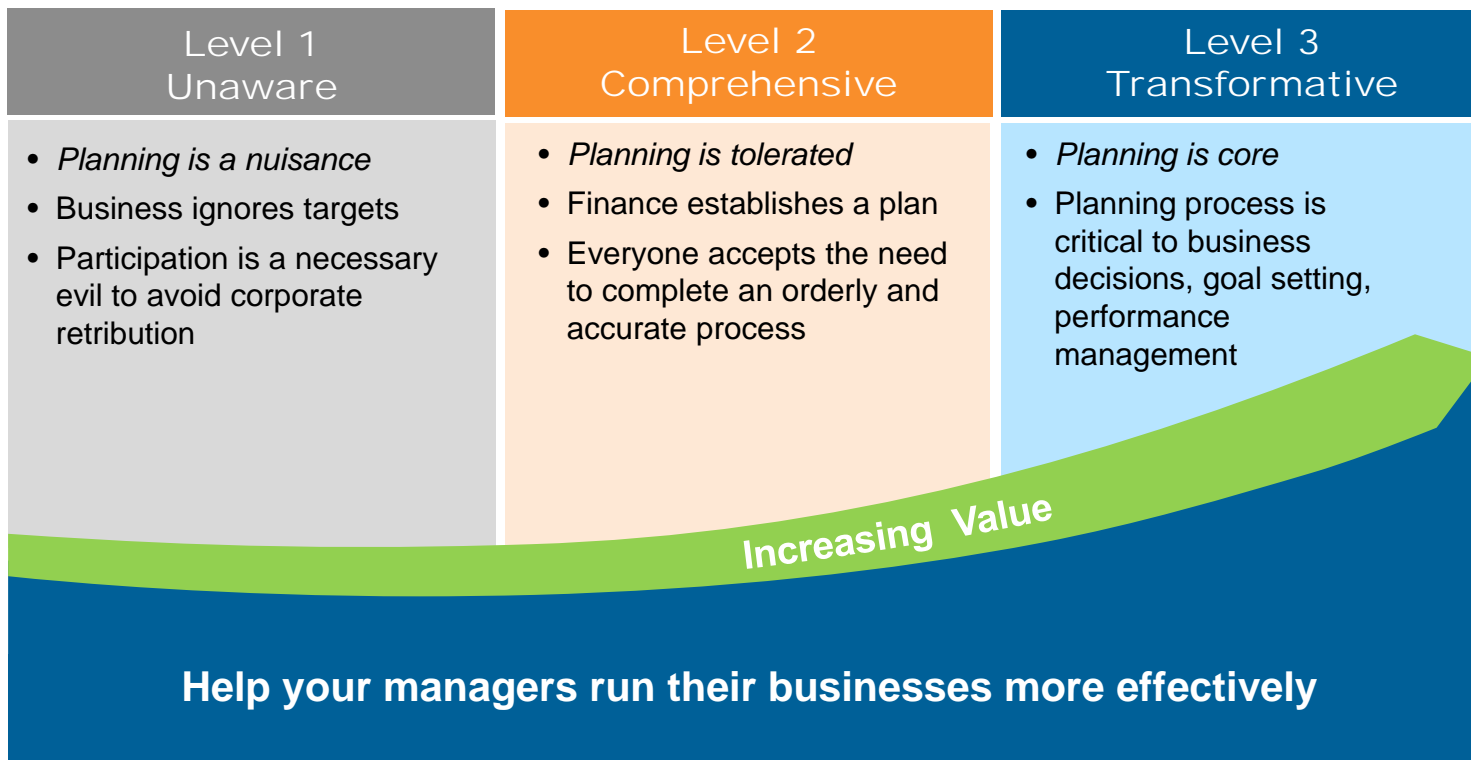 Level 1
Unaware
• Planning is a nuisance
• Business ignores targets
• Participation is a necessary
evil to avoid corporate
retribution
Level 2
Comprehensive
• Planning is tolerated
• Finance establishes a plan
• Everyone accepts the need
to complete an orderly and
accurate process
Level 3
Transformative
• Planning is core
• Planning process is
critical to business
decisions, goal setting,
performance
management
Increasing Value
Help your managers run their businesses more effectively